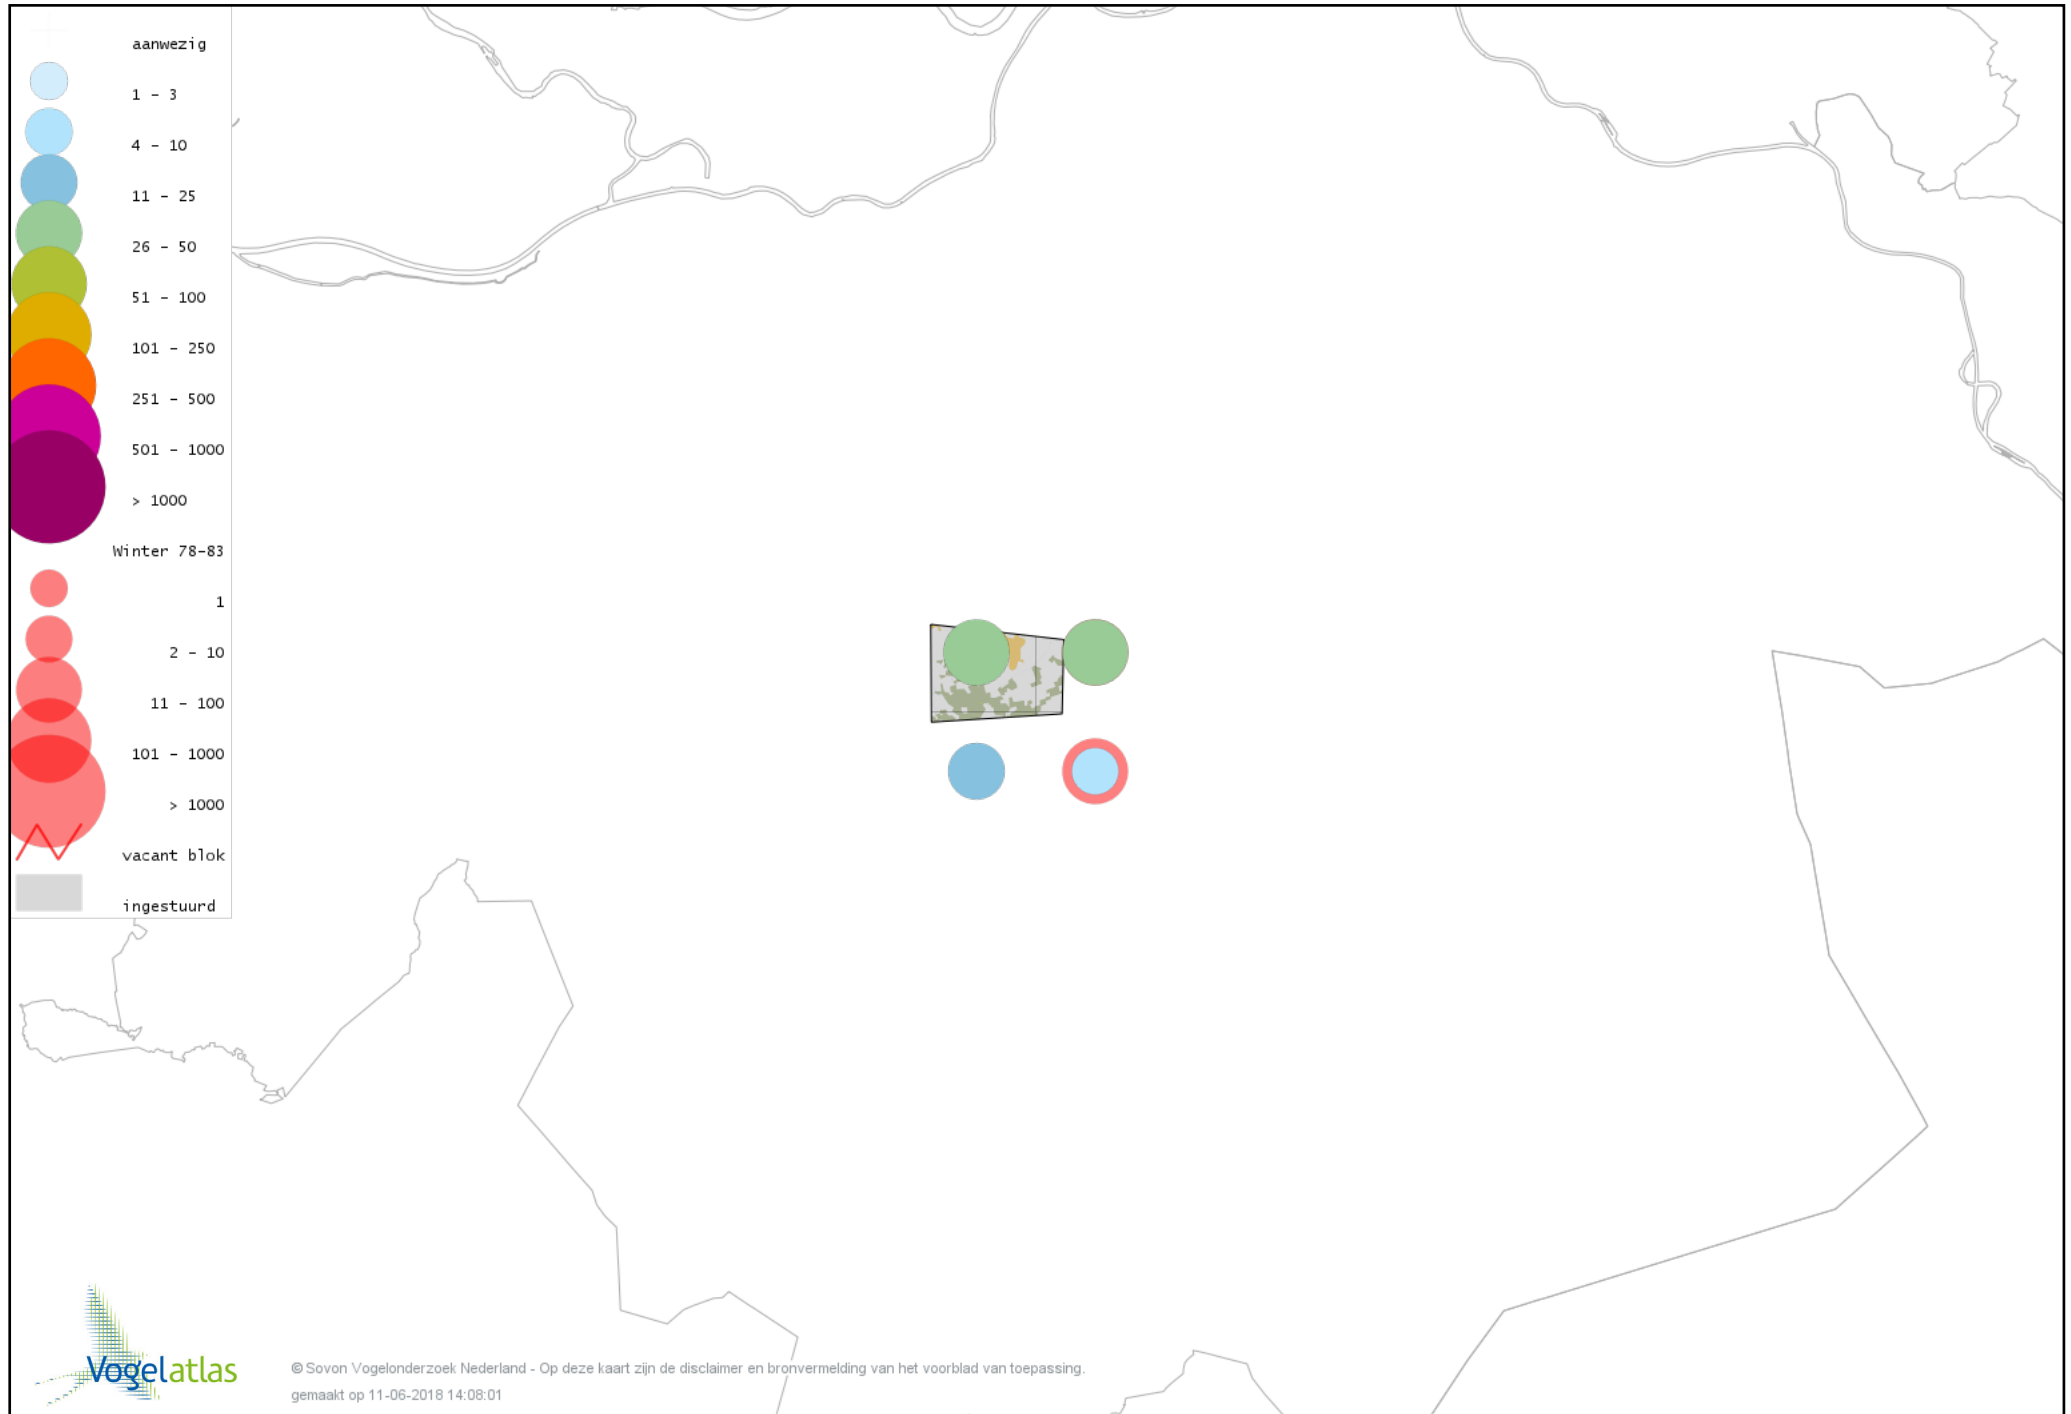 aanwezig
1 - 3
4 - 10
11 - 25
26 - 50
51 - 100
101 - 250
251 - 500
501 - 1000
> 1000
Winter 78-83
1
2 - 10
11 - 100
101 - 1000
> 1000
vacant blok
ingestuurd
Vogelatlas
© Sovon Vogelonderzoek Nederland - Op deze kaart zijn de disclaimer en bronvermelding van het voorblad van toepassing.
gemaakt op 11-06-2018 14:08:01